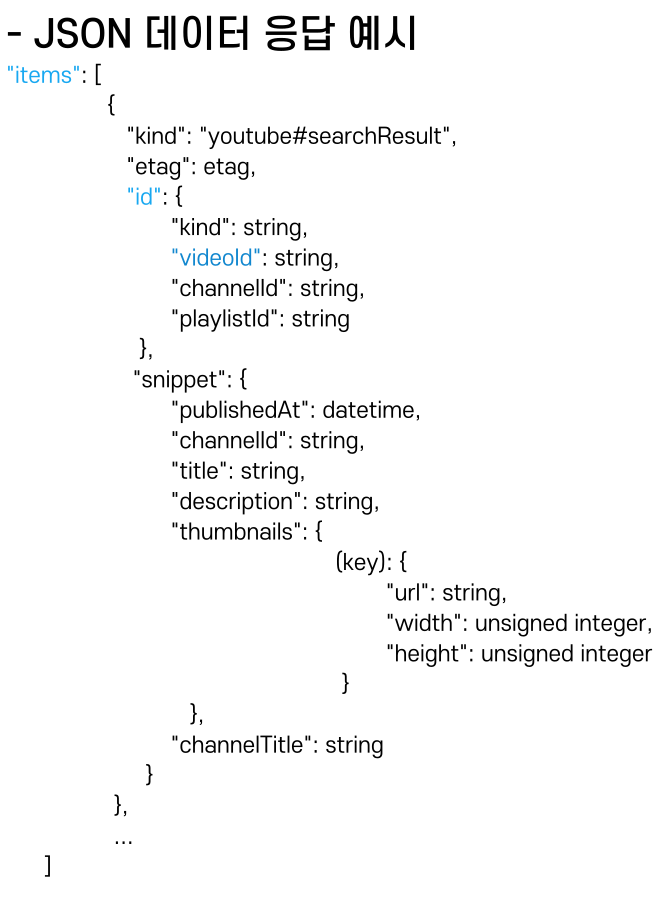 - JSON 데이터 응답 예시
"items": [
{
"kind": "youtube#searchResult",
"etag": etag,
"id": {
"kind": string,
"videoId": string,
"channelId": string,
"playlistId": string
},
"snippet": {
"publishedAt": datetime,
"channelId": string,
"title": string,
"description": string,
"thumbnails": {
(key): {
"url": string,
"width": unsigned integer,
"height": unsigned integer
}
},
"channelTitle": string
}
},
...
]